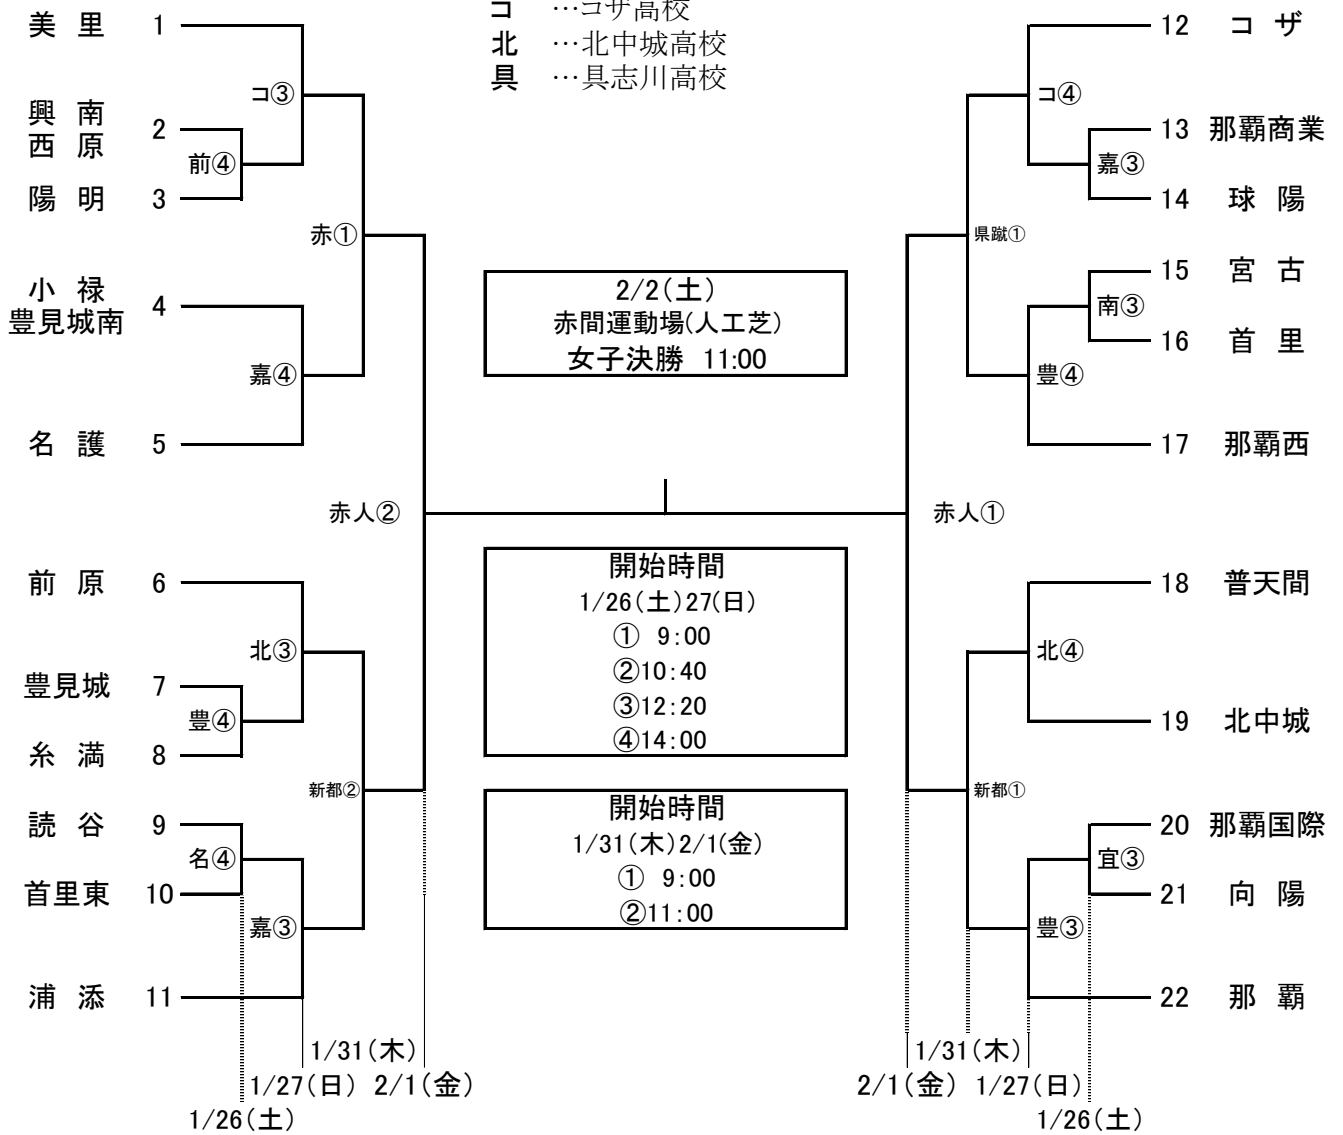 コ …コザ高校
北 …北中城高校
具 …具志川高校
美 里 1
興 南
西 原 2
陽 明 3
小 禄
豊見城南 4
名 護 5
前 原 6
豊見城 7
糸 満 8
読 谷 9
首里東 10
浦 添 11
コ③
前④
赤①
嘉④
赤人②
北③
豊④
新都②
名④
嘉③
2/2(土)
赤間運動場(人工芝)
女子決勝 11:00
開始時間
1/26(土)27(日)
① 9:00
②10:40
③12:20
④14:00
開始時間
1/31(木)2/1(金)
① 9:00
②11:00
12 コ ザ
13 那覇商業
14 球 陽
15 宮 古
16 首 里
17 那覇西
18 普天間
19 北中城
20 那覇国際
21 向 陽
22 那 覇
コ④
嘉③
県蹴①
南③
豊④
赤人①
北④
新都①
宜③
豊③
1/31(木)
1/27(日) 2/1(金)
1/26(土)
1/31(木)
2/1(金) 1/27(日)
1/26(土)